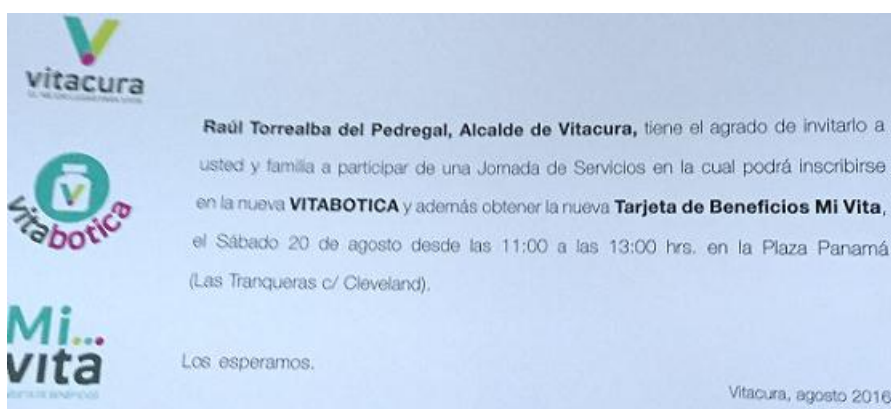 vitacura
Raúl Torrealba del Pedregal, Alcalde de Vitacura, tiene el agrado de invitarlo a
usted y familia a participar de una Jornada de Servicios en la cual podrá inscribirse
en la nueva VITABOTICA y además obtener la nueva Tarjeta de Beneficios Mi Vita,
el Sábado 20 de agosto desde las 11:00 a las 13:00 hrs. en la Plaza Panamá
(Las Tranqueras c/ Cleveland).
Los esperamos.
Vitacura, agosto 2016
vitabotica
Mi...
vita